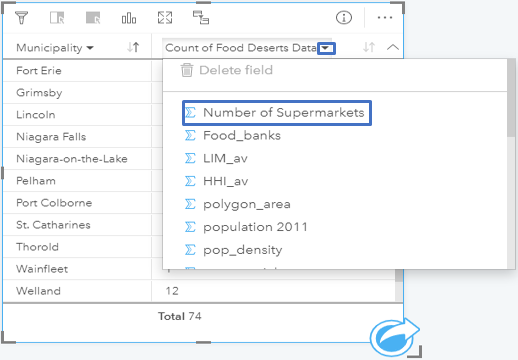 Municipality
Count of Food Deserts Data
Delete field
Fort Erie
Grimsby
Lincoln
Niagara Falls
Niagara-on-the-Lake
Pelham
Port Colborne
St. Catharines
Thorold
Wainfleet
Welland 12
Number of Supermarkets
Food_banks
LIM_av
HHI_av
polygon_area
population 2011
pop_density
Total 74